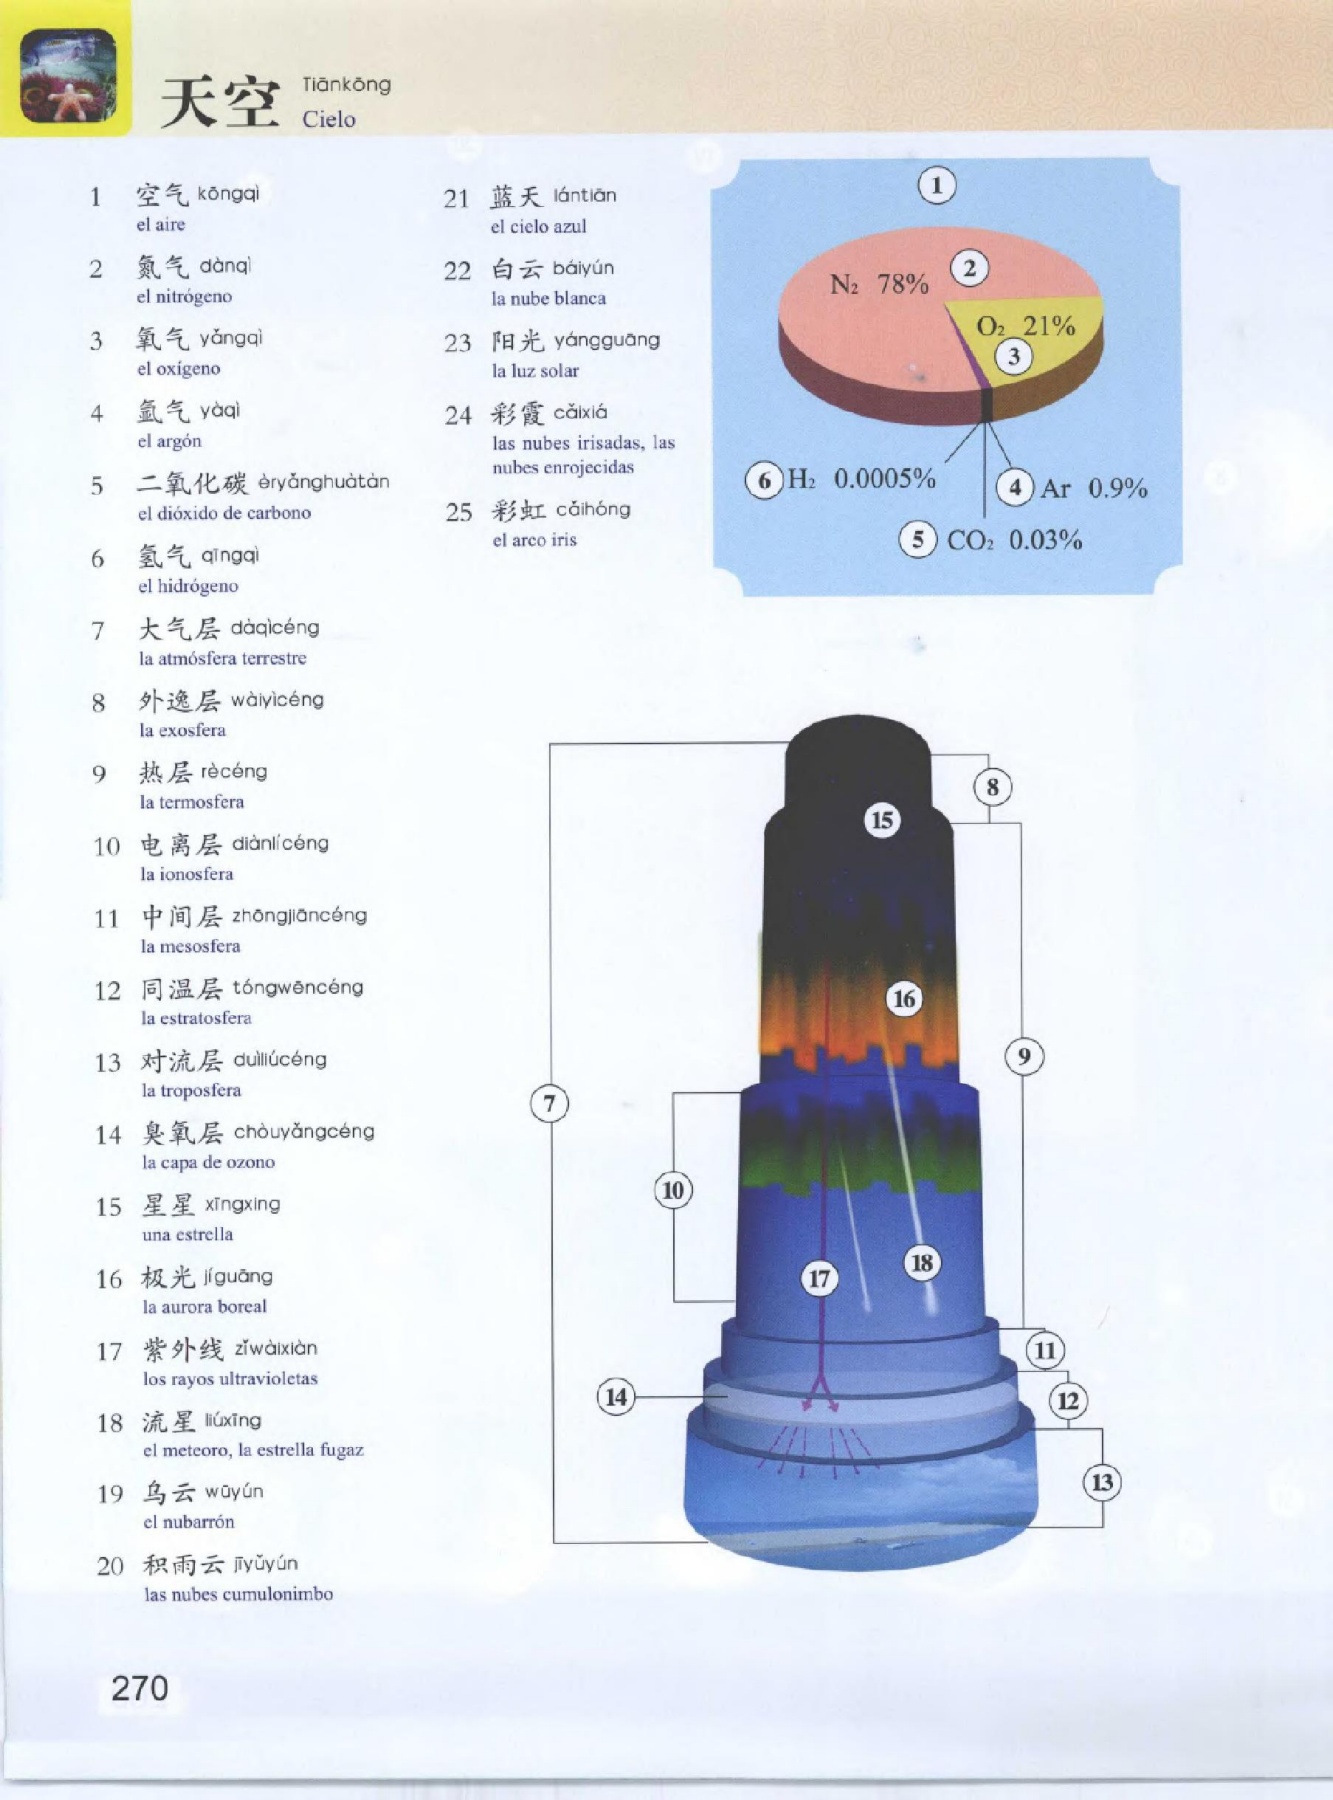 天空 Tiānkōng
Cielo
1 空气 kōngqì
el aire
2 氮气 dànqì
el nitrógeno
3 氧气 yǎngqì
el oxígeno
4 氩气 yàqì
el argón
5 二氧化碳 èryǎnghuàtàn
el dióxido de carbono
6 氢气 qīngqì
el hidrógeno
7 大气层 dàqìcéng
la atmósfera terrestre
8 外逸层 wàiyìcéng
la exosfera
9 热层 rècéng
la termosfera
10 电离层 diànlícéng
la ionosfera
11 中间层 zhōngjiāncéng
la mesosfera
12 同温层 tóngwēncéng
la estratosfera
13 对流层 duìliúcéng
la troposfera
14 臭氧层 chòuyǎngcéng
la capa de ozono
15 星星 xīngxing
una estrella
16 极光 jíguāng
la aurora boreal
17 紫外线 zǐwàixiàn
los rayos ultravioletas
18 流星 liúxīng
el meteoro, la estrella fugaz
19 乌云 wūyún
el nubarrón
20 积雨云 jīyǔyún
las nubes cumulonimbo
21 蓝天 lántiān
el cielo azul
22 白云 báiyún
la nube blanca
23 阳光 yángguāng
la luz solar
24 彩霞 cǎixiá
las nubes irisadas, las
nubes enrojecidas
25 彩虹 cǎihóng
el arco iris
1
2
N₂ 78%
O₂ 21%
3
6 H₂ 0.0005%
4 Ar 0.9%
5 CO₂ 0.03%
8
15
16
9
7
10
18
17
11
14
12
13
270